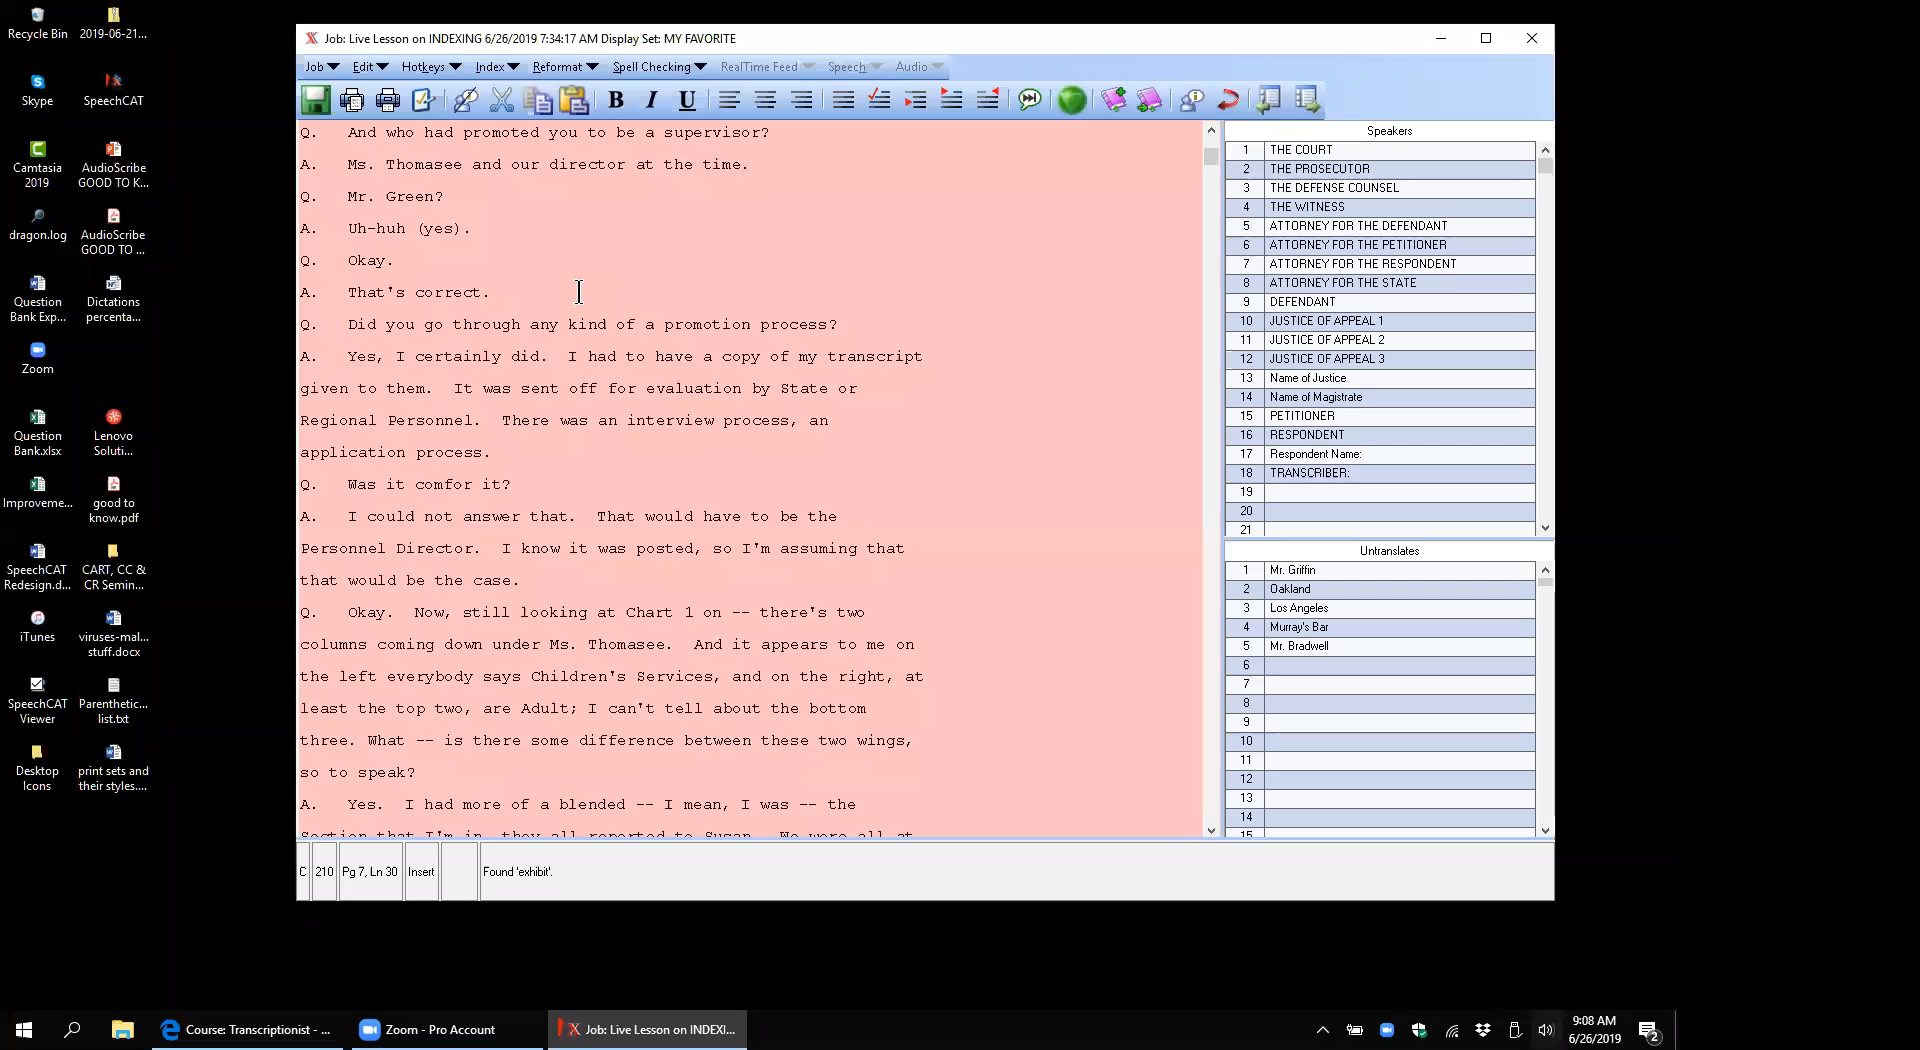 Recycle Bin
2019-06-21...
Skype
SpeechCAT
Camtasia
2019
AudioScribe
GOOD TO K...
dragon.log
AudioScribe
GOOD TO ...
Question
Bank Exp...
Dictations
percenta...
Zoom
Question
Bank.xlsx
Lenovo
Soluti...
Improveme...
good to
know.pdf
SpeechCAT
Redesign.d...
CART, CC &
CR Semin...
iTunes
viruses-mal...
stuff.docx
SpeechCAT
Viewer
Parenthetic...
list.txt
Desktop
Icons
print sets and
their styles....
Job: Live Lesson on INDEXING 6/26/2019 7:34:17 AM Display Set: MY FAVORITE
Job Edit Hotkeys Index Reformat Spell Checking RealTime Feed Speech Audio
B I U
Q. And who had promoted you to be a supervisor?
A. Ms. Thomasee and our director at the time.
Q. Mr. Green?
A. Uh-huh (yes).
Q. Okay.
A. That's correct.
Q. Did you go through any kind of a promotion process?
A. Yes, I certainly did. I had to have a copy of my transcript
given to them. It was sent off for evaluation by State or
Regional Personnel. There was an interview process, an
application process.
Q. Was it comfor it?
A. I could not answer that. That would have to be the
Personnel Director. I know it was posted, so I'm assuming that
that would be the case.
Q. Okay. Now, still looking at Chart 1 on -- there's two
columns coming down under Ms. Thomasee. And it appears to me on
the left everybody says Children's Services, and on the right, at
least the top two, are Adult; I can't tell about the bottom
three. What -- is there some difference between these two wings,
so to speak?
A. Yes. I had more of a blended -- I mean, I was -- the
Section that I'm in, they all reported to Susan. We were all at
Speakers
1 THE COURT
2 THE PROSECUTOR
3 THE DEFENSE COUNSEL
4 THE WITNESS
5 ATTORNEY FOR THE DEFENDANT
6 ATTORNEY FOR THE PETITIONER
7 ATTORNEY FOR THE RESPONDENT
8 ATTORNEY FOR THE STATE
9 DEFENDANT
10 JUSTICE OF APPEAL 1
11 JUSTICE OF APPEAL 2
12 JUSTICE OF APPEAL 3
13 Name of Justice
14 Name of Magistrate
15 PETITIONER
16 RESPONDENT
17 Respondent Name:
18 TRANSCRIBER:
19
20
21
Untranslates
1 Mr. Griffin
2 Oakland
3 Los Angeles
4 Murray's Bar
5 Mr. Bradwell
6
7
8
9
10
11
12
13
14
15
C 210 Pg 7, Ln 30 Insert Found 'exhibit'.
Course: Transcriptionist - ...
Zoom - Pro Account
Job: Live Lesson on INDEXI...
9:08 AM
6/26/2019
2